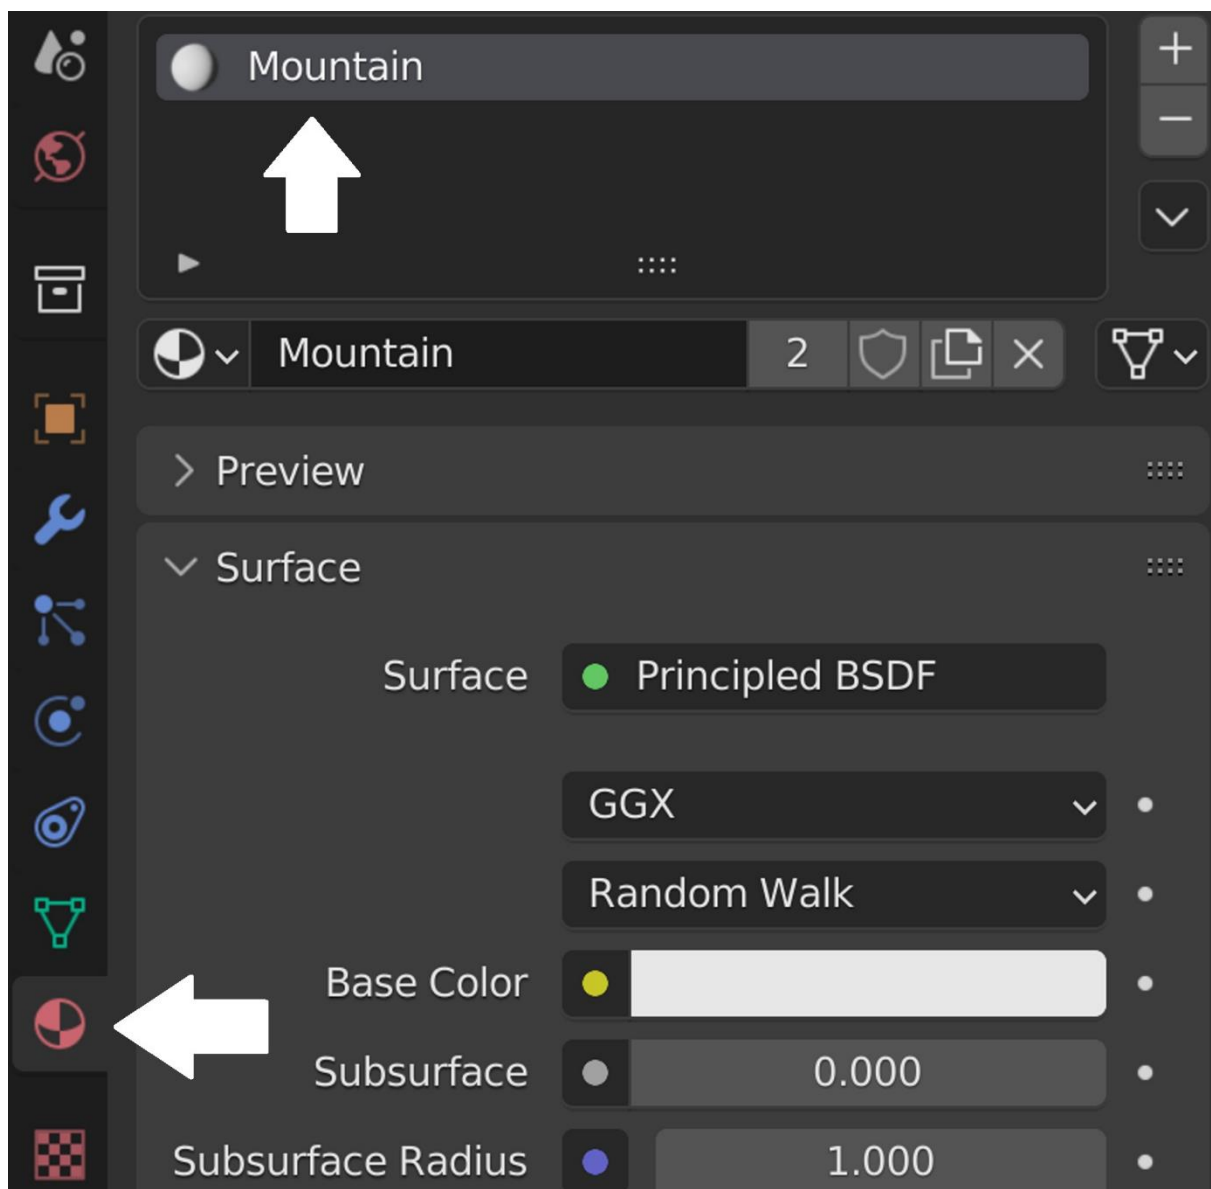 Mountain
Mountain 2
Preview
Surface
Surface Principled BSDF
GGX
Random Walk
Base Color
Subsurface 0.000
Subsurface Radius 1.000